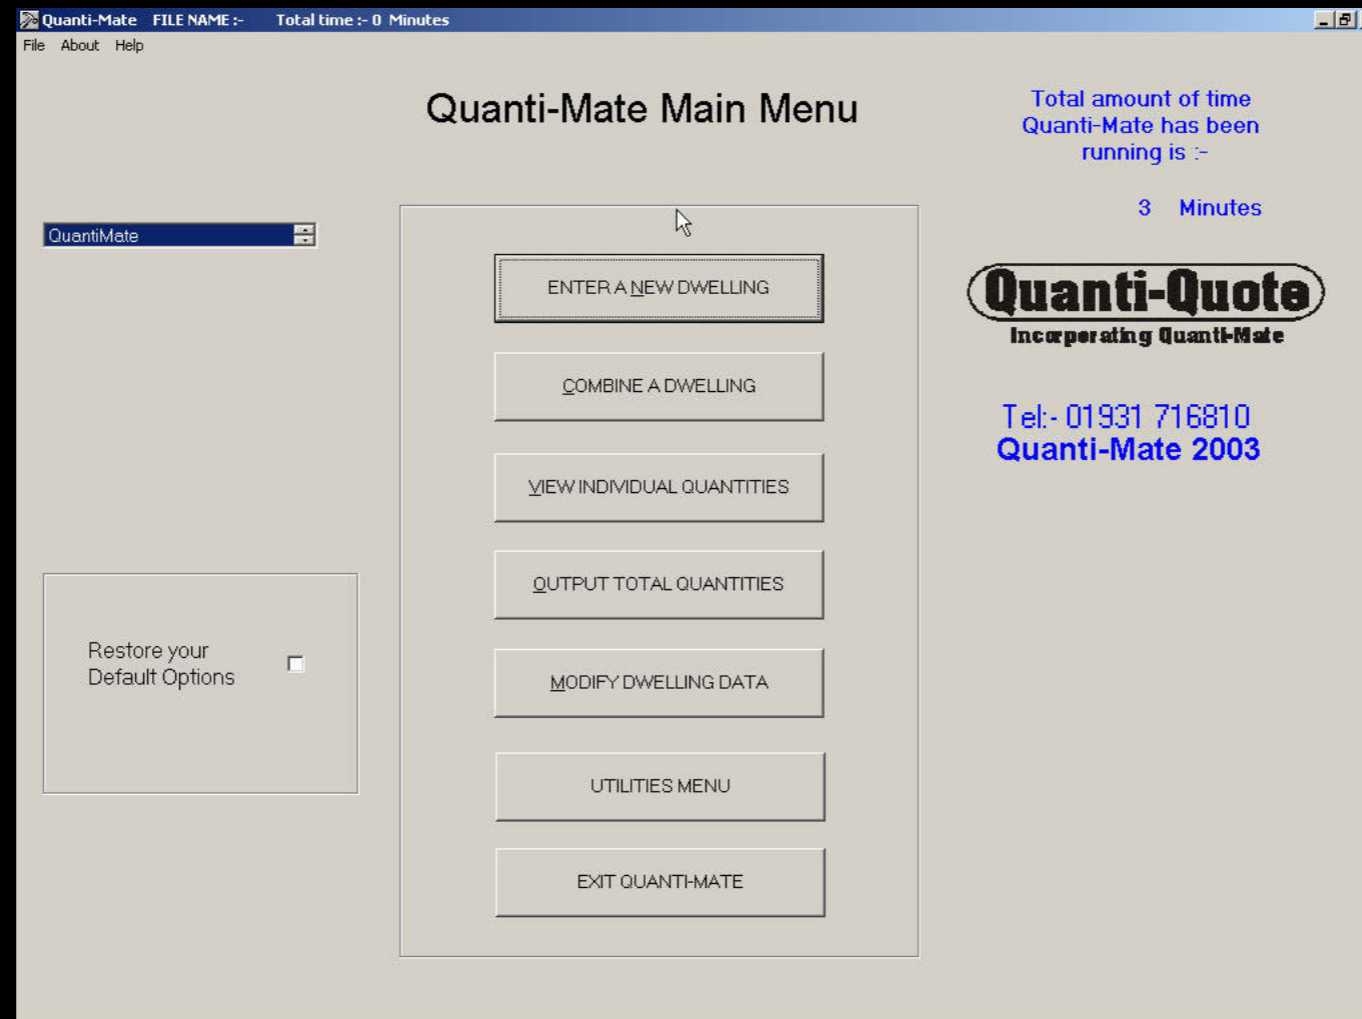 Quanti-Mate FILE NAME :- Total time :- 0 Minutes
File About Help
Quanti-Mate Main Menu
Total amount of time
Quanti-Mate has been
running is :-
3 Minutes
QuantiMate
ENTER A NEW DWELLING
COMBINE A DWELLING
VIEW INDIVIDUAL QUANTITIES
OUTPUT TOTAL QUANTITIES
MODIFY DWELLING DATA
UTILITIES MENU
EXIT QUANTI-MATE
Quanti-Quote
Incorperating Quanti-Mate
Tel:- 01931 716810
Quanti-Mate 2003
Restore your
Default Options